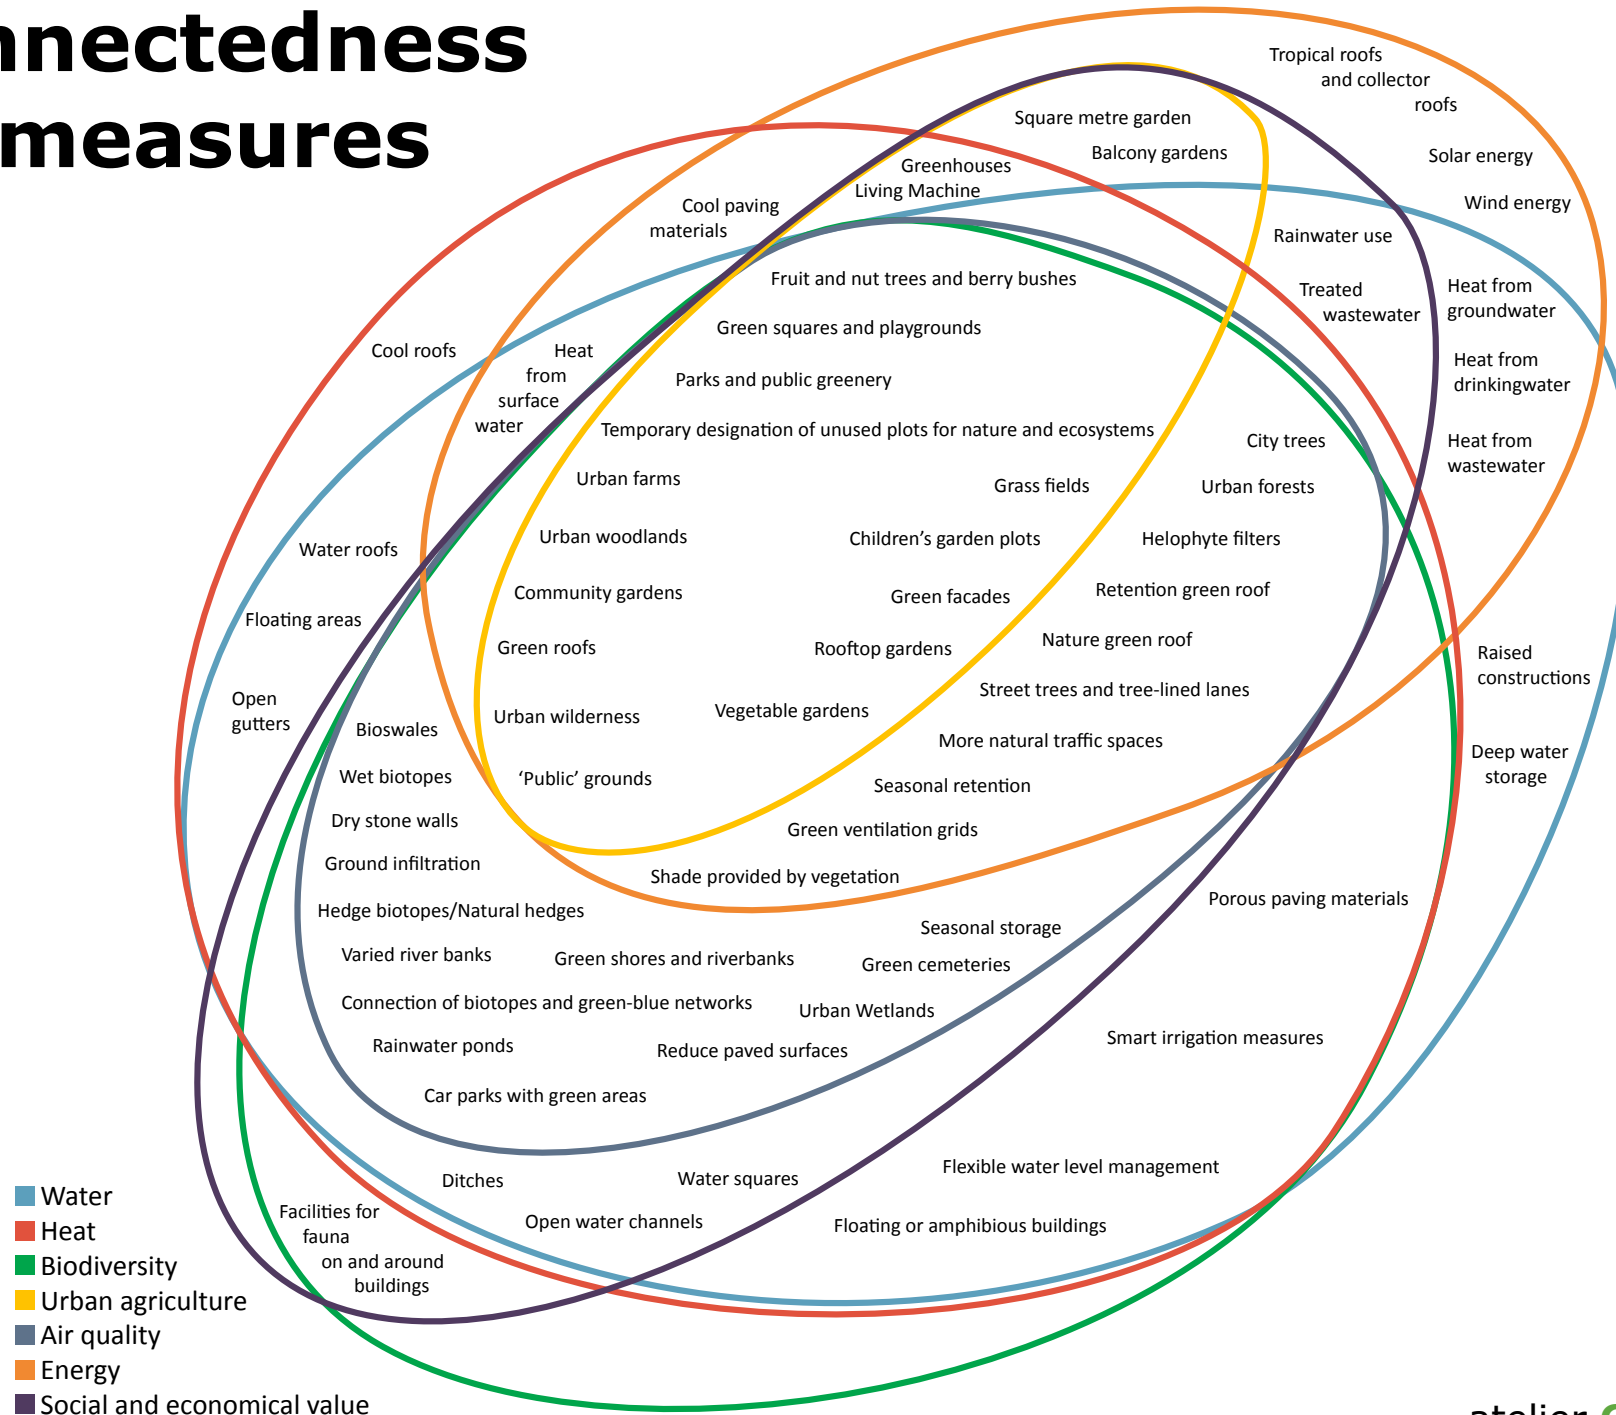 nnectedness
measures
Tropical roofs
and collector
roofs
Square metre garden
Balcony gardens
Solar energy
Greenhouses
Living Machine
Wind energy
Cool paving
materials
Rainwater use
Fruit and nut trees and berry bushes
Treated
wastewater
Heat from
groundwater
Green squares and playgrounds
Cool roofs
Heat
from
surface
water
Parks and public greenery
Heat from
drinkingwater
Temporary designation of unused plots for nature and ecosystems
City trees
Heat from
wastewater
Urban farms
Grass fields
Urban forests
Urban woodlands
Children’s garden plots
Helophyte filters
Water roofs
Community gardens
Green facades
Retention green roof
Floating areas
Green roofs
Rooftop gardens
Nature green roof
Raised
constructions
Open
gutters
Street trees and tree-lined lanes
Bioswales
Urban wilderness
Vegetable gardens
More natural traffic spaces
Deep water
storage
Wet biotopes
‘Public’ grounds
Seasonal retention
Dry stone walls
Green ventilation grids
Ground infiltration
Shade provided by vegetation
Porous paving materials
Hedge biotopes/Natural hedges
Seasonal storage
Varied river banks
Green shores and riverbanks
Green cemeteries
Connection of biotopes and green-blue networks
Urban Wetlands
Rainwater ponds
Reduce paved surfaces
Smart irrigation measures
Car parks with green areas
Ditches
Water squares
Flexible water level management
Facilities for
fauna
on and around
buildings
Open water channels
Floating or amphibious buildings
Water
Heat
Biodiversity
Urban agriculture
Air quality
Energy
Social and economical value
atelier